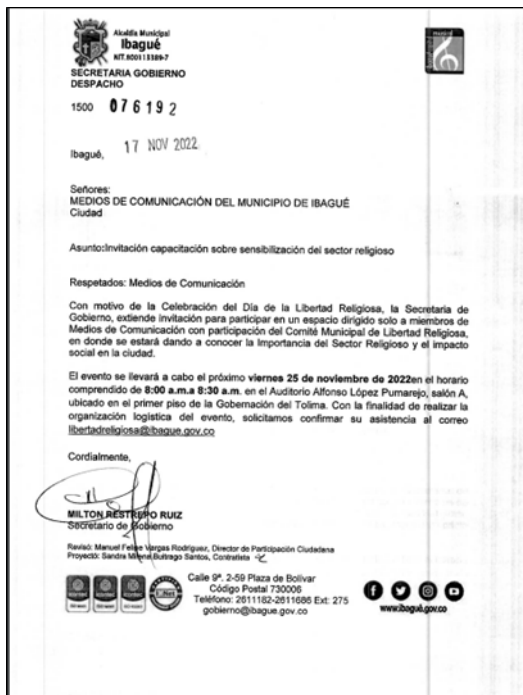 Alcaldía Municipal
Ibagué
NIT.800113389-7
SECRETARIA GOBIERNO
DESPACHO
1500 076192
Ibagué, 17 NOV 2022
Señores:
MEDIOS DE COMUNICACIÓN DEL MUNICIPIO DE IBAGUÉ
Ciudad
Asunto:Invitación capacitación sobre sensibilización del sector religioso
Respetados: Medios de Comunicación
Con motivo de la Celebración del Día de la Libertad Religiosa, la Secretaria de
Gobierno, extiende invitación para participar en un espacio dirigido solo a miembros de
Medios de Comunicación con participación del Comité Municipal de Libertad Religiosa,
en donde se estará dando a conocer la Importancia del Sector Religioso y el impacto
social en la ciudad.
El evento se llevará a cabo el próximo viernes 25 de noviembre de 2022en el horario
comprendido de 8:00 a.m.a 8:30 a.m. en el Auditorio Alfonso López Pumarejo, salón A,
ubicado en el primer piso de la Gobernación del Tolima. Con la finalidad de realizar la
organización logística del evento, solicitamos confirmar su asistencia al correo
libertadreligiosa@ibague.gov.co
Cordialmente,
MILTON RESTREPO RUIZ
Secretario de Gobierno
Revisó: Manuel Felipe Vargas Rodríguez, Director de Participación Ciudadana
Proyectó: Sandra Milena Buitrago Santos, Contratista
Calle 9ª. 2-59 Plaza de Bolívar
Código Postal 730006
Teléfono: 2611182-2611686 Ext: 275
gobierno@ibague.gov.co
www.ibagué.gov.co